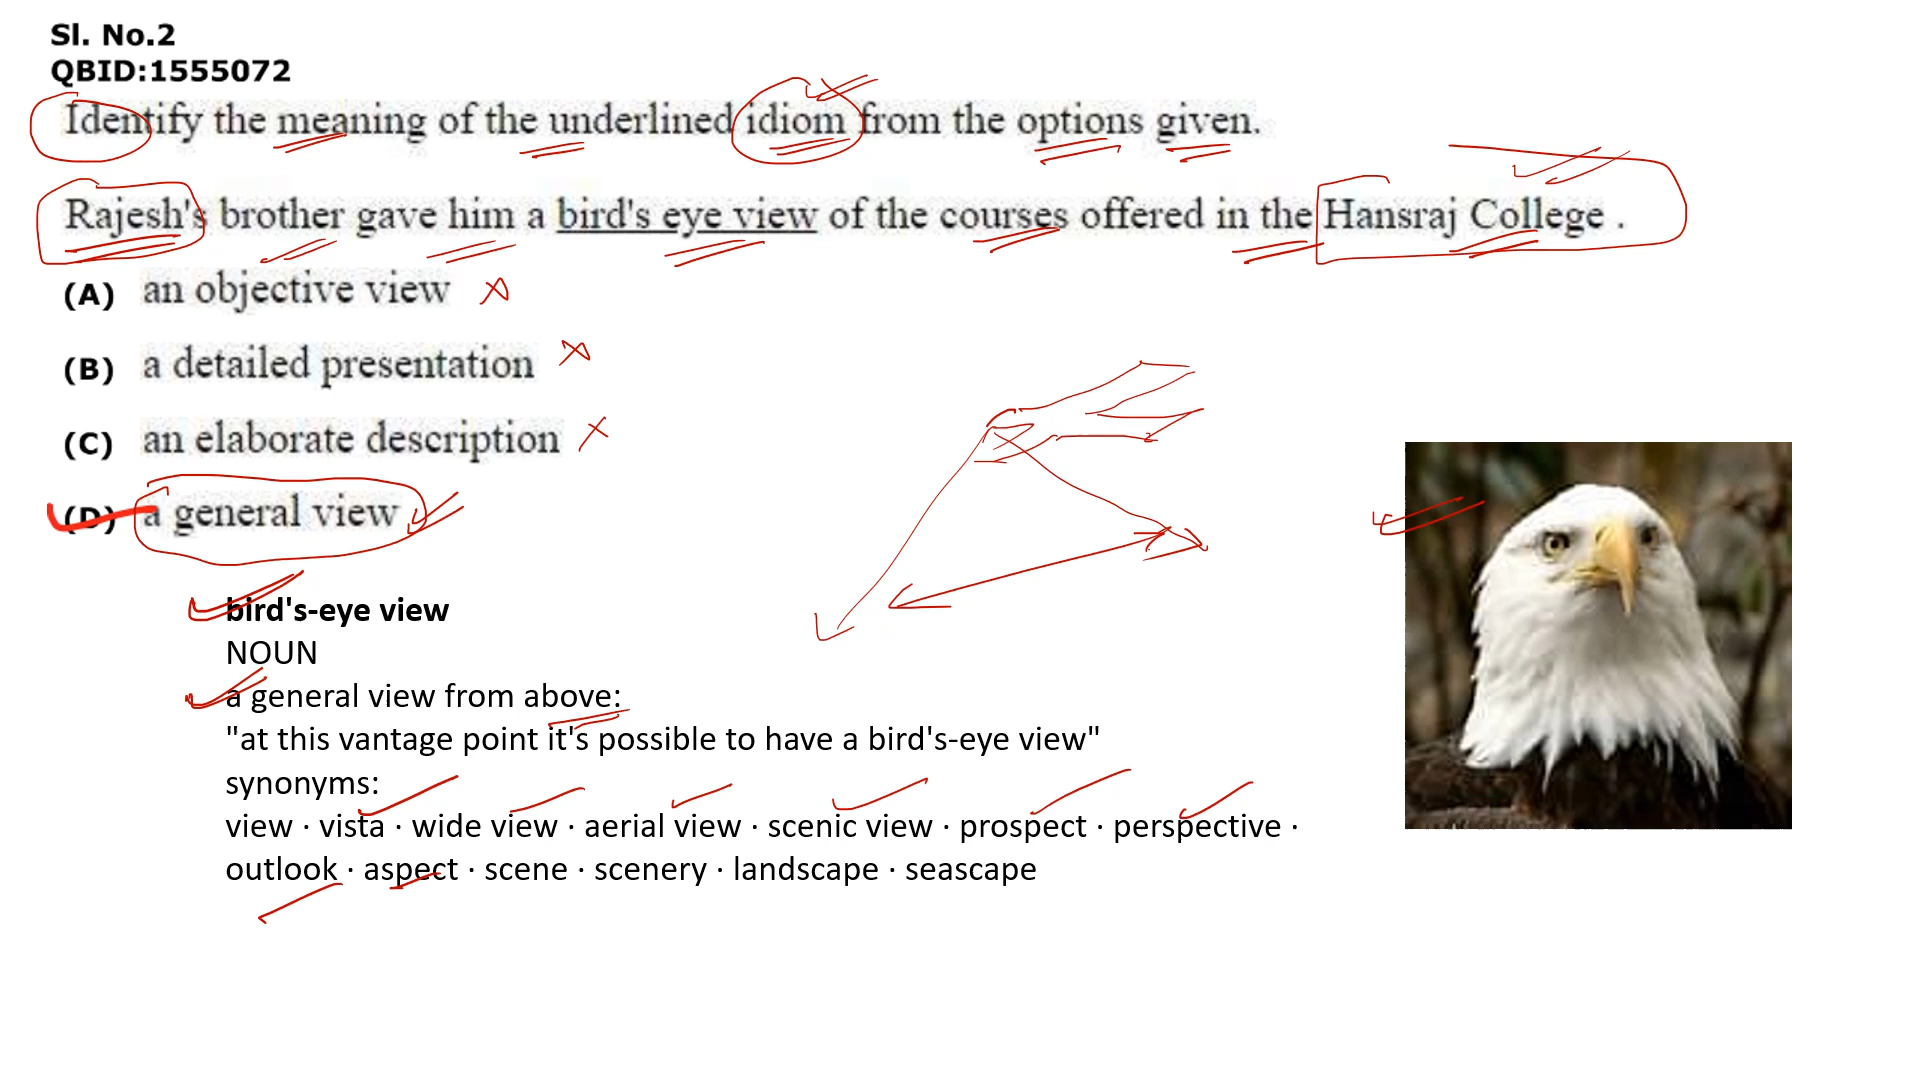 Sl. No.2
QBID:1555072
Identify the meaning of the underlined idiom from the options given.
Rajesh's brother gave him a bird's eye view of the courses offered in the Hansraj College .
(A) an objective view
(B) a detailed presentation
(C) an elaborate description
(D) a general view
bird's-eye view
NOUN
a general view from above:
"at this vantage point it's possible to have a bird's-eye view"
synonyms:
view · vista · wide view · aerial view · scenic view · prospect · perspective ·
outlook · aspect · scene · scenery · landscape · seascape